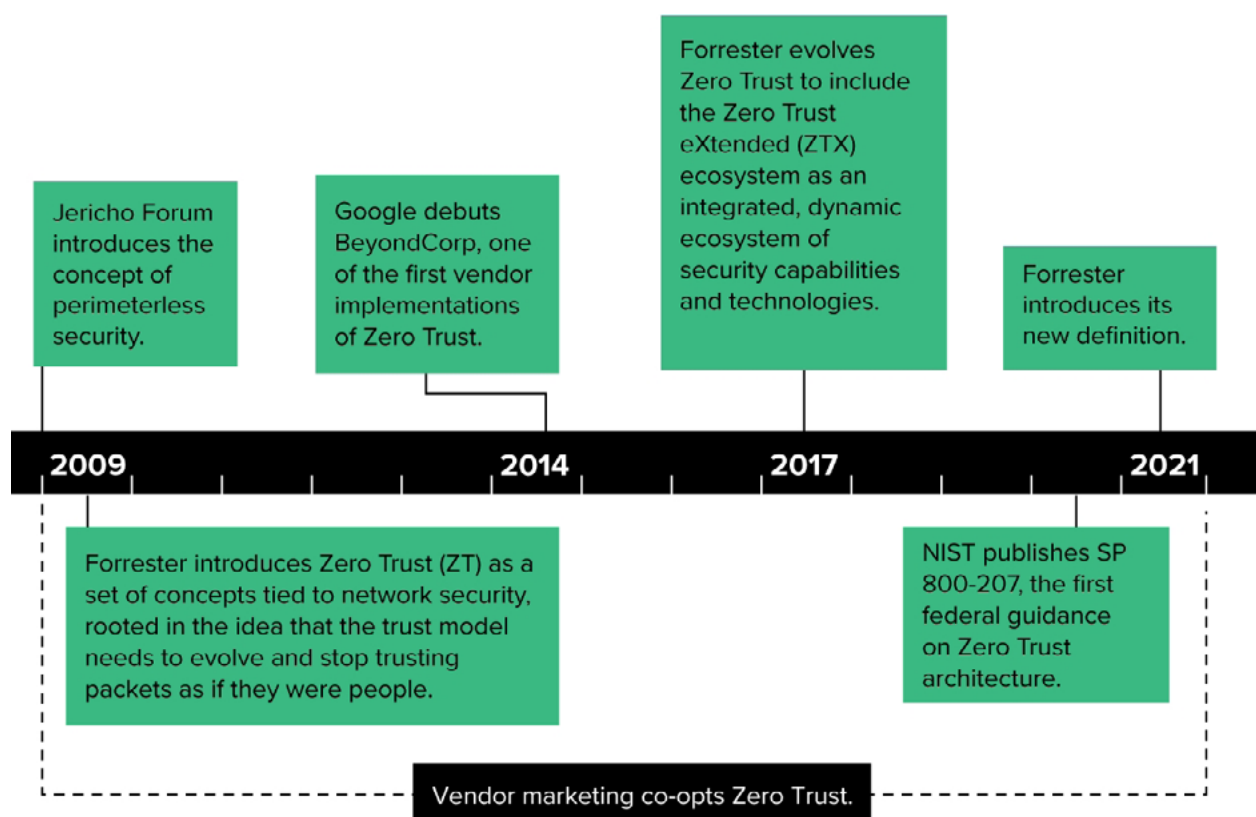 Jericho Forum
introduces the
concept of
perimeterless
security.
Google debuts
BeyondCorp, one
of the first vendor
implementations
of Zero Trust.
Forrester evolves
Zero Trust to include
the Zero Trust
eXtended (ZTX)
ecosystem as an
integrated, dynamic
ecosystem of
security capabilities
and technologies.
Forrester
introduces its
new definition.
2009
2014
2017
2021
Forrester introduces Zero Trust (ZT) as a
set of concepts tied to network security,
rooted in the idea that the trust model
needs to evolve and stop trusting
packets as if they were people.
NIST publishes SP
800-207, the first
federal guidance
on Zero Trust
architecture.
Vendor marketing co-opts Zero Trust.